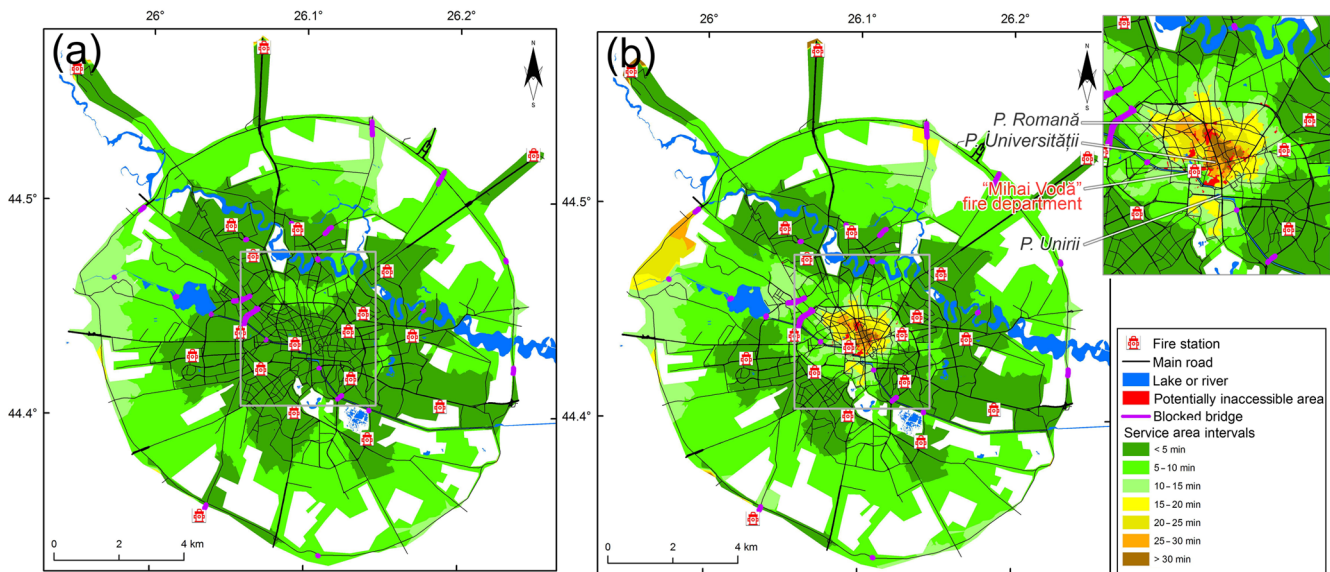 26°
26.1°
26.2°
26°
26.1°
26.2°
(a)
N
S
(b)
N
S
P. Romană
P. Universității
"Mihai Vodă"
fire department
P. Unirii
44.5°
44.5°
44.4°
44.4°
0 2 4 km
0 2 4 km
Fire station
Main road
Lake or river
Potentially inaccessible area
Blocked bridge
Service area intervals
< 5 min
5 – 10 min
10 – 15 min
15 – 20 min
20 – 25 min
25 – 30 min
> 30 min